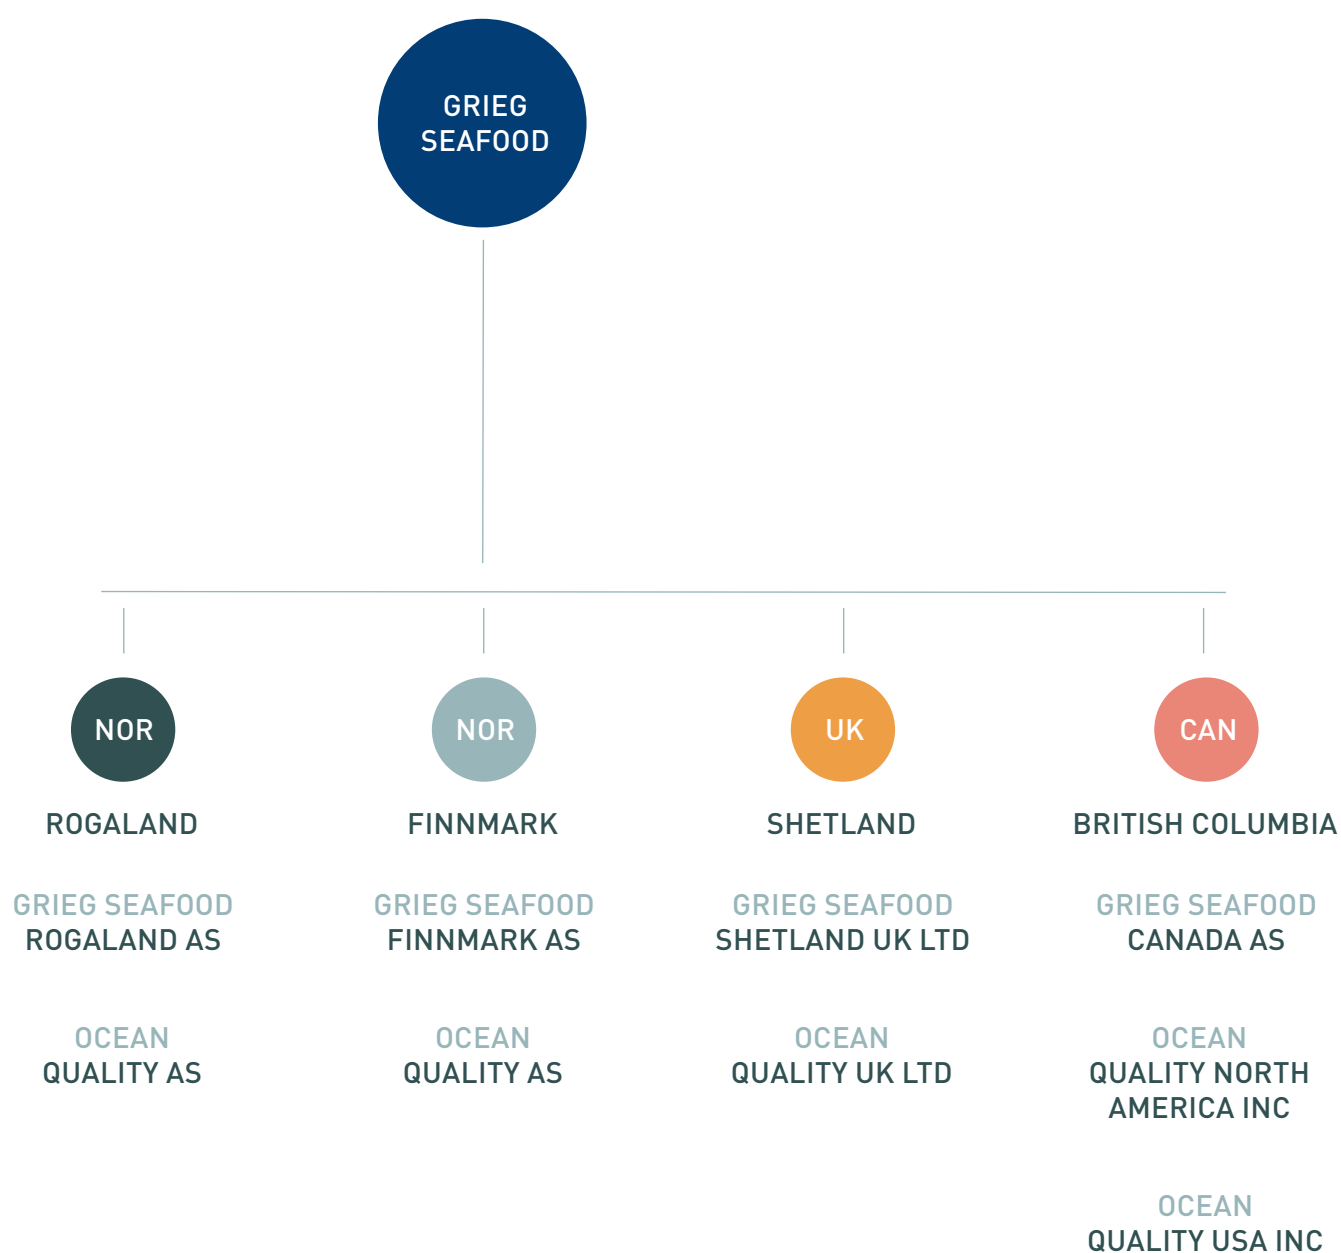 GRIEG
SEAFOOD
NOR
ROGALAND
GRIEG SEAFOOD
ROGALAND AS
OCEAN
QUALITY AS
NOR
FINNMARK
GRIEG SEAFOOD
FINNMARK AS
OCEAN
QUALITY AS
UK
SHETLAND
GRIEG SEAFOOD
SHETLAND UK LTD
OCEAN
QUALITY UK LTD
CAN
BRITISH COLUMBIA
GRIEG SEAFOOD
CANADA AS
OCEAN
QUALITY NORTH
AMERICA INC
OCEAN
QUALITY USA INC